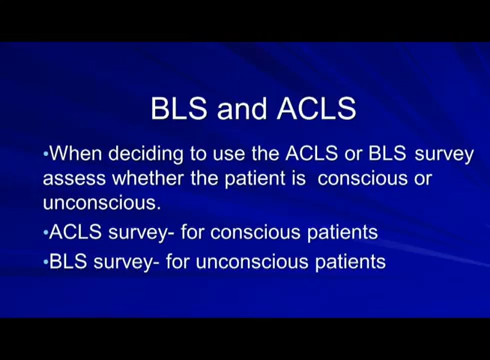 BLS and ACLS
•When deciding to use the ACLS or BLS survey
assess whether the patient is conscious or
unconscious.
•ACLS survey- for conscious patients
•BLS survey- for unconscious patients